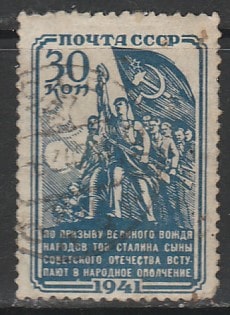 ПОЧТА СССР
30
КОП
ПО ПРИЗЫВУ ВЕЛИКОГО ВОЖДЯ
НАРОДОВ ТОВ СТАЛИНА СЫНЫ
СОВЕТСКОГО ОТЕЧЕСТВА ВСТУ-
ПАЮТ В НАРОДНОЕ ОПОЛЧЕНИЕ
1941